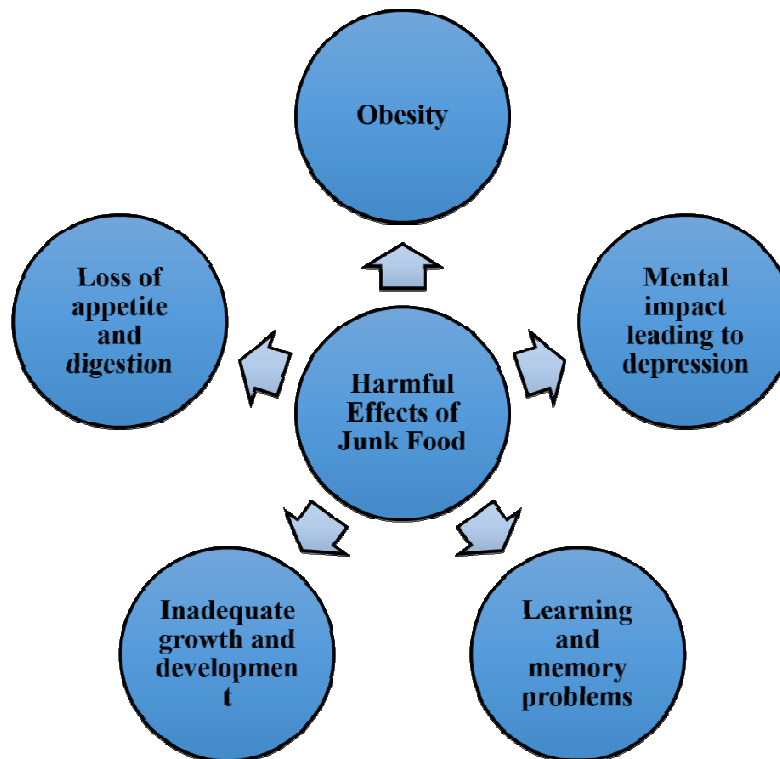 Obesity
Loss of
appetite
and
digestion
Mental
impact
leading to
depression
Harmful
Effects of
Junk Food
Inadequate
growth and
developmen
t
Learning
and
memory
problems